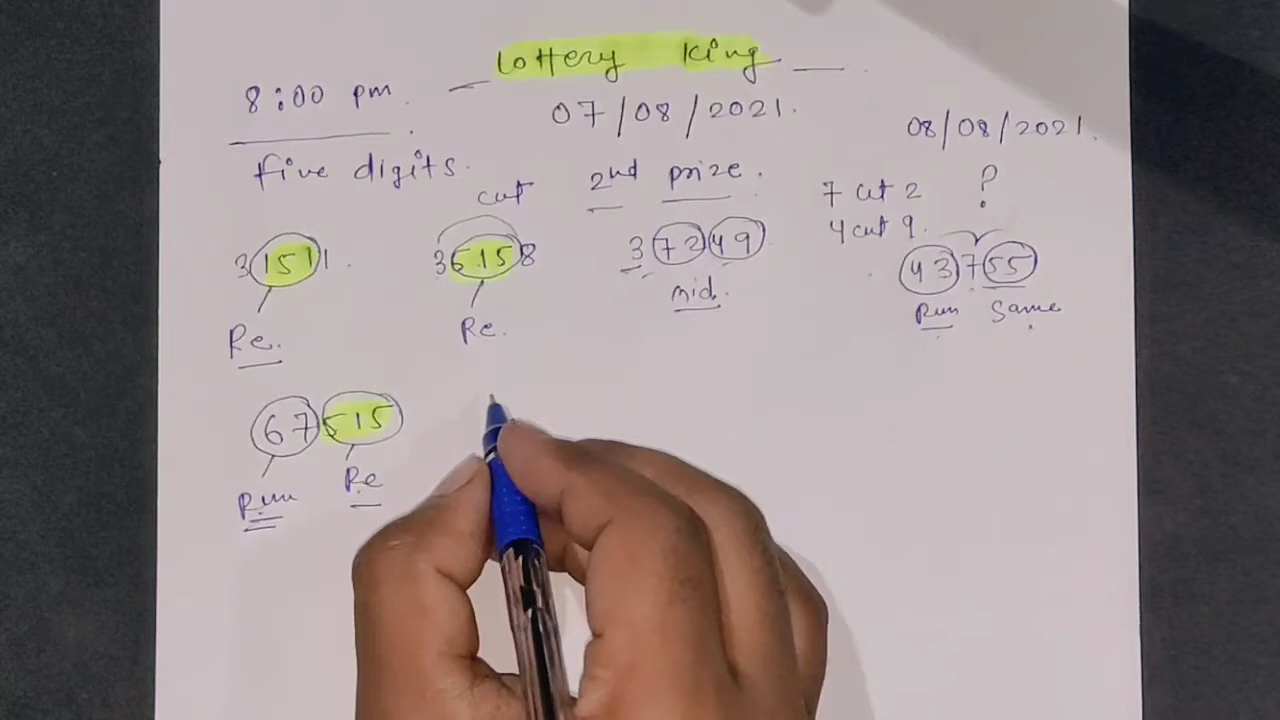 Lottery King
8:00 pm.
07/08/2021.
08/08/2021.
five digits.
2nd prize.
cut
7 cut 2
?
4 cut 9.
31511.
35158
37249
43755
mid.
Run
Same
Re.
Re.
67515
Run
Re